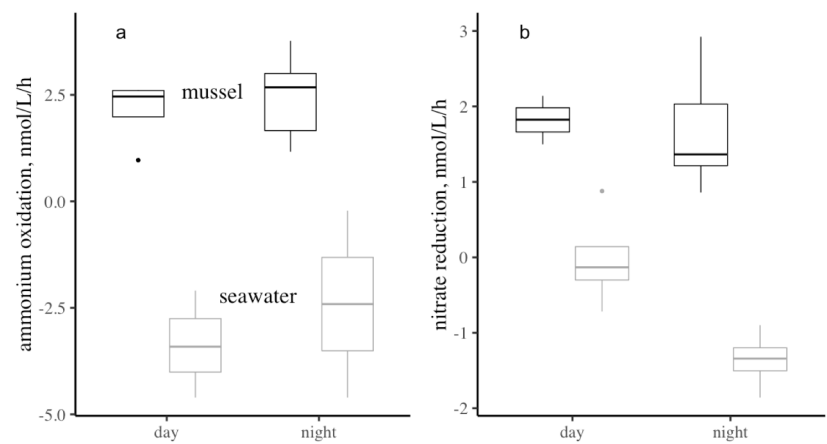 a
ammonium oxidation, nmol/L/h
2.5
0.0
-2.5
-5.0
mussel
seawater
day night
b
nitrate reduction, nmol/L/h
3
2
1
0
-1
-2
day night